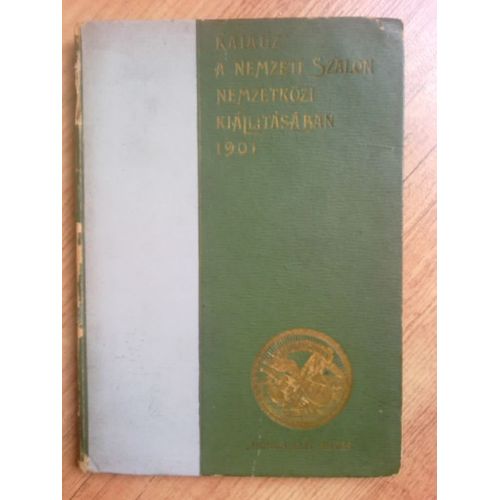 KALAUZ
A NEMZETI SZALON
NEMZETKÖZI
KIÁLLITÁSÁBAN
1901